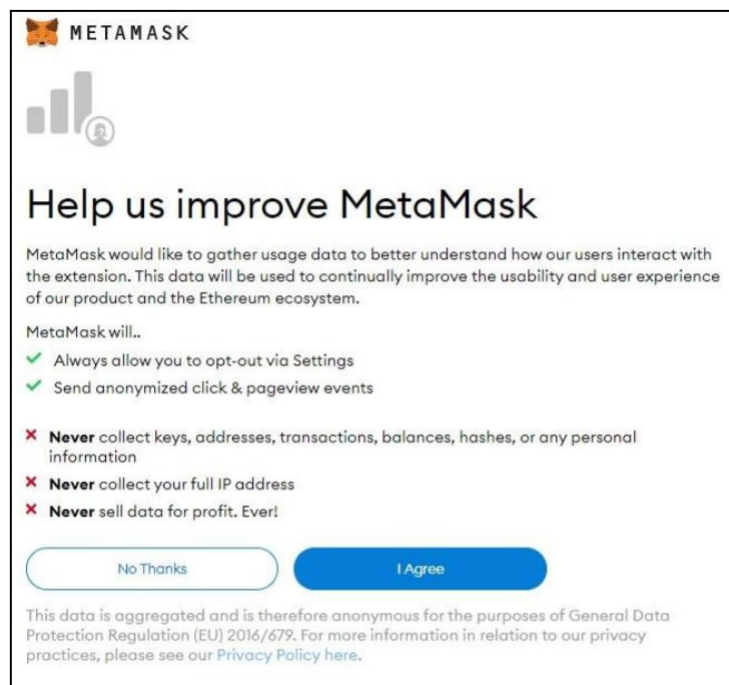 METAMASK
Help us improve MetaMask
MetaMask would like to gather usage data to better understand how our users interact with
the extension. This data will be used to continually improve the usability and user experience
of our product and the Ethereum ecosystem.
MetaMask will..
Always allow you to opt-out via Settings
Send anonymized click & pageview events
Never collect keys, addresses, transactions, balances, hashes, or any personal
information
Never collect your full IP address
Never sell data for profit. Ever!
No Thanks
I Agree
This data is aggregated and is therefore anonymous for the purposes of General Data
Protection Regulation (EU) 2016/679. For more information in relation to our privacy
practices, please see our Privacy Policy here.